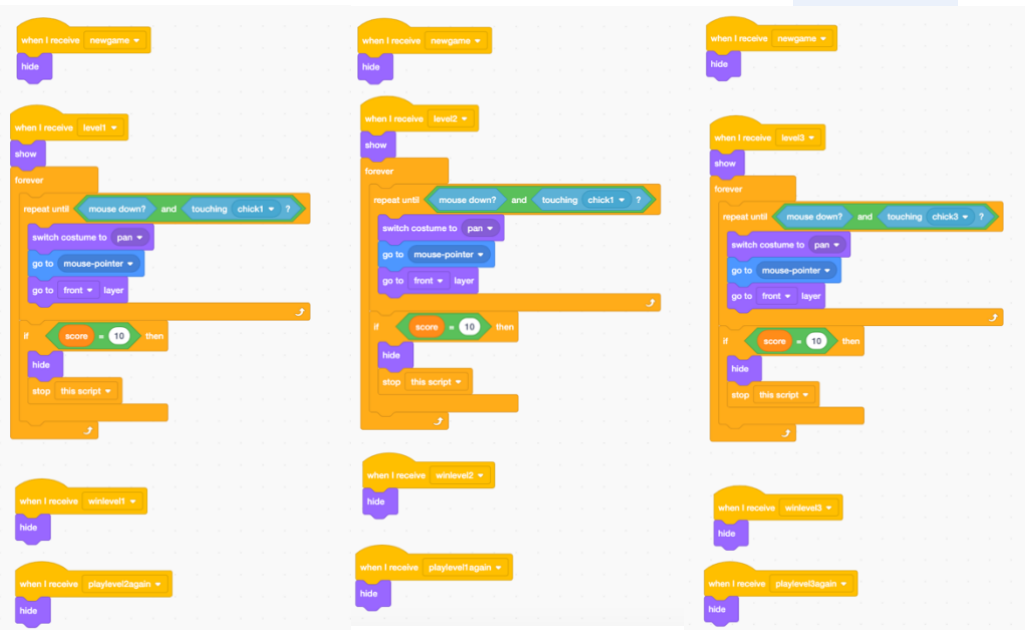 when I receive newgame
hide
when I receive level1
show
forever
repeat until mouse down? and touching chick1 ?
switch costume to pan
go to mouse-pointer
go to front layer
if score = 10 then
hide
stop this script
when I receive winlevel1
hide
when I receive playlevel2again
hide
when I receive newgame
hide
when I receive level2
show
forever
repeat until mouse down? and touching chick1 ?
switch costume to pan
go to mouse-pointer
go to front layer
if score = 10 then
hide
stop this script
when I receive winlevel2
hide
when I receive playlevel1again
hide
when I receive newgame
hide
when I receive level3
show
forever
repeat until mouse down? and touching chick3 ?
switch costume to pan
go to mouse-pointer
go to front layer
if score = 10 then
hide
stop this script
when I receive winlevel3
hide
when I receive playlevel3again
hide